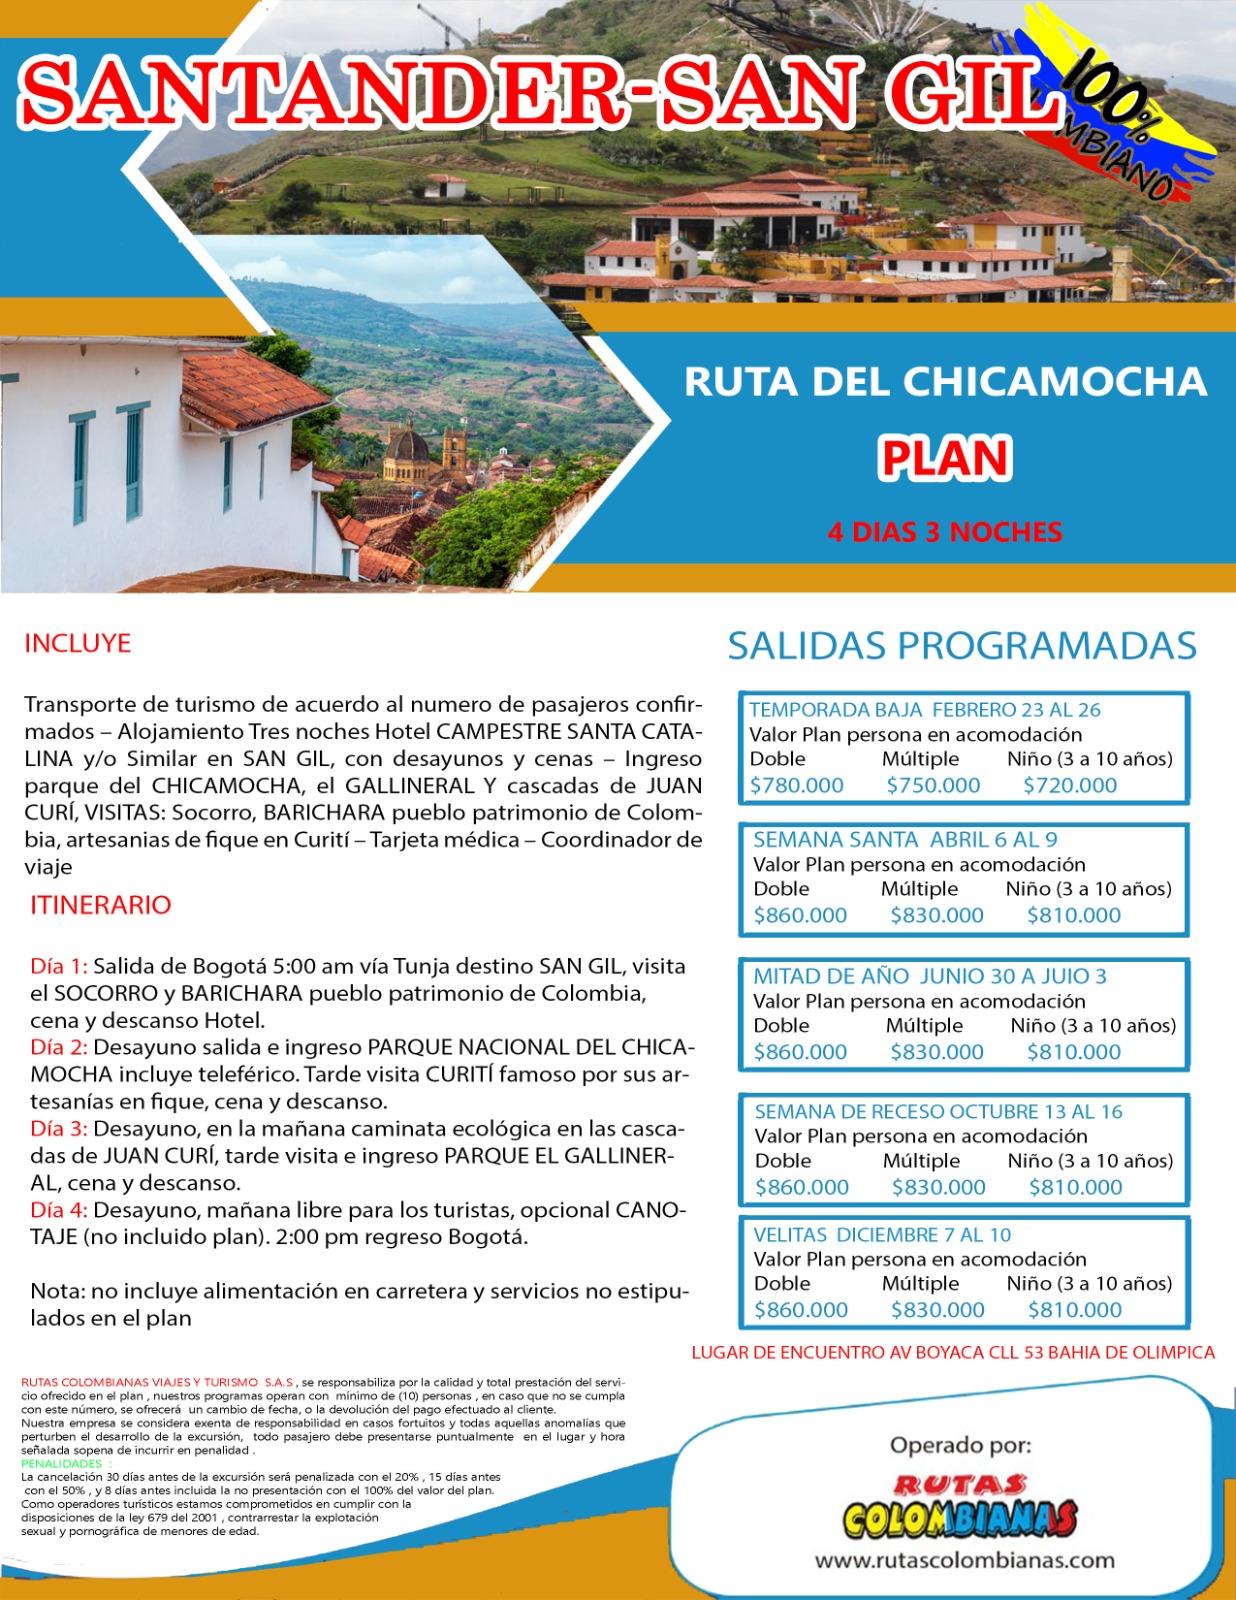 SANTANDER-SAN GIL
100%
MBIANO
RUTA DEL CHICAMOCHA
PLAN
4 DIAS 3 NOCHES
INCLUYE
Transporte de turismo de acuerdo al numero de pasajeros confir-
mados – Alojamiento Tres noches Hotel CAMPESTRE SANTA CATA-
LINA y/o Similar en SAN GIL, con desayunos y cenas – Ingreso
parque del CHICAMOCHA, el GALLINERAL Y cascadas de JUAN
CURÍ, VISITAS: Socorro, BARICHARA pueblo patrimonio de Colom-
bia, artesanias de fique en Curití – Tarjeta médica – Coordinador de
viaje
ITINERARIO
Día 1: Salida de Bogotá 5:00 am vía Tunja destino SAN GIL, visita
el SOCORRO y BARICHARA pueblo patrimonio de Colombia,
cena y descanso Hotel.
Día 2: Desayuno salida e ingreso PARQUE NACIONAL DEL CHICA-
MOCHA incluye teleférico. Tarde visita CURITÍ famoso por sus ar-
tesanías en fique, cena y descanso.
Día 3: Desayuno, en la mañana caminata ecológica en las casca-
das de JUAN CURÍ, tarde visita e ingreso PARQUE EL GALLINER-
AL, cena y descanso.
Día 4: Desayuno, mañana libre para los turistas, opcional CANO-
TAJE (no incluido plan). 2:00 pm regreso Bogotá.
Nota: no incluye alimentación en carretera y servicios no estipu-
lados en el plan
SALIDAS PROGRAMADAS
TEMPORADA BAJA FEBRERO 23 AL 26
Valor Plan persona en acomodación
Doble Múltiple Niño (3 a 10 años)
$780.000 $750.000 $720.000
SEMANA SANTA ABRIL 6 AL 9
Valor Plan persona en acomodación
Doble Múltiple Niño (3 a 10 años)
$860.000 $830.000 $810.000
MITAD DE AÑO JUNIO 30 A JUIO 3
Valor Plan persona en acomodación
Doble Múltiple Niño (3 a 10 años)
$860.000 $830.000 $810.000
SEMANA DE RECESO OCTUBRE 13 AL 16
Valor Plan persona en acomodación
Doble Múltiple Niño (3 a 10 años)
$860.000 $830.000 $810.000
VELITAS DICIEMBRE 7 AL 10
Valor Plan persona en acomodación
Doble Múltiple Niño (3 a 10 años)
$860.000 $830.000 $810.000
LUGAR DE ENCUENTRO AV BOYACA CLL 53 BAHIA DE OLIMPICA
RUTAS COLOMBIANAS VIAJES Y TURISMO S.A.S , se responsabiliza por la calidad y total prestación del servi-
cio ofrecido en el plan , nuestros programas operan con mínimo de (10) personas , en caso que no se cumpla
con este número, se ofrecerá un cambio de fecha, o la devolución del pago efectuado al cliente.
Nuestra empresa se considera exenta de responsabilidad en casos fortuitos y todas aquellas anomalías que
perturben el desarrollo de la excursión, todo pasajero debe presentarse puntualmente en el lugar y hora
señalada sopena de incurrir en penalidad .
PENALIDADES :
La cancelación 30 días antes de la excursión será penalizada con el 20% , 15 días antes
con el 50% , y 8 días antes incluida la no presentación con el 100% del valor del plan.
Como operadores turísticos estamos comprometidos en cumplir con la
disposiciones de la ley 679 del 2001 , contrarrestar la explotación
sexual y pornográfica de menores de edad.
Operado por:
RUTAS
COLOMBIANAS
www.rutascolombianas.com